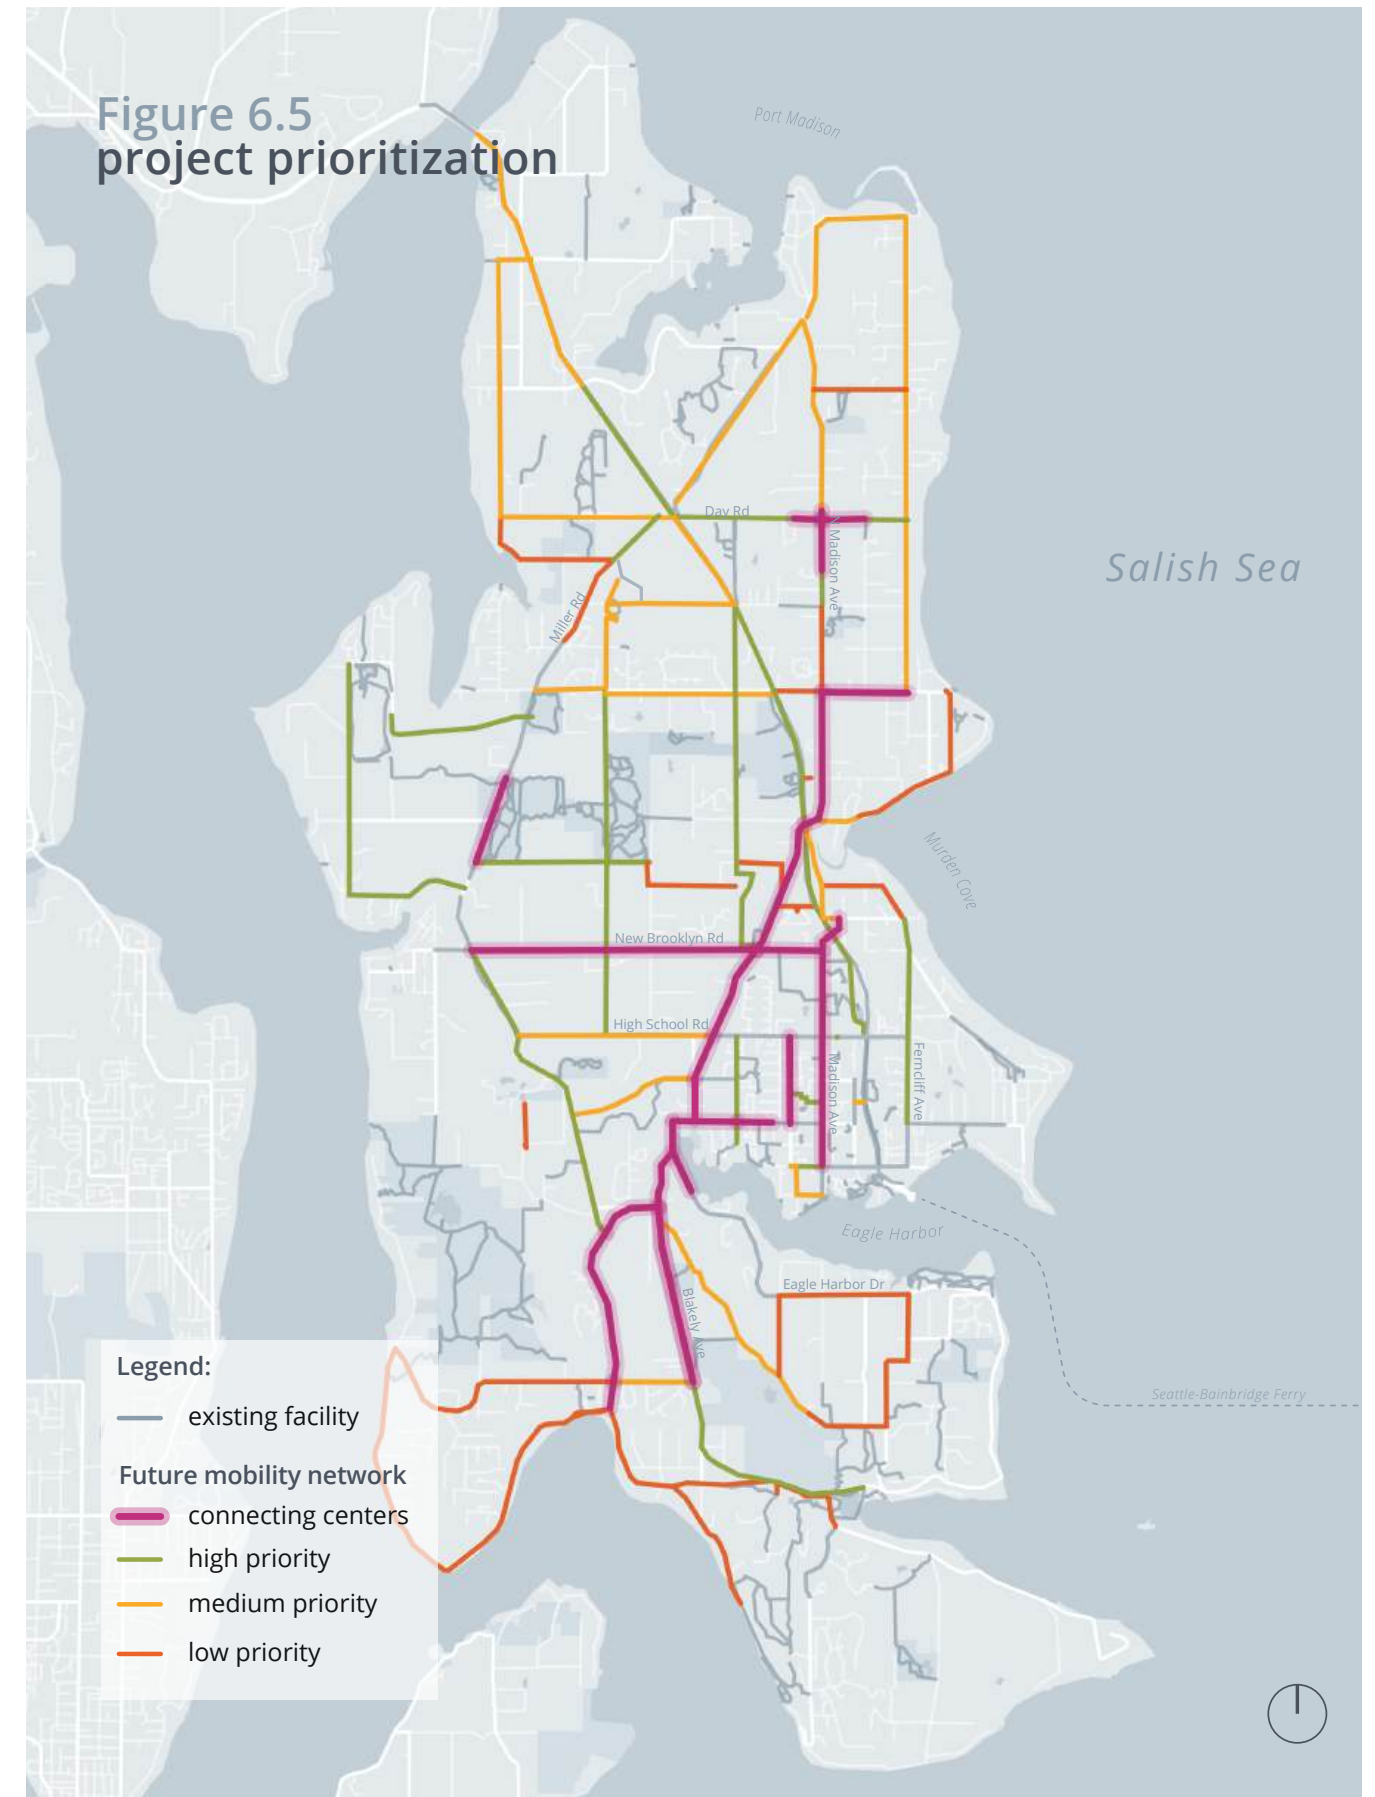 Figure 6.5
project prioritization
Port Madison
Day Rd
N Madison Ave
Salish Sea
Miller Rd
Murden Cove
New Brooklyn Rd
High School Rd
Madison Ave
Ferncliff Ave
Eagle Harbor
Eagle Harbor Dr
Blakely Ave
Seattle-Bainbridge Ferry
Legend:
existing facility
Future mobility network
connecting centers
high priority
medium priority
low priority